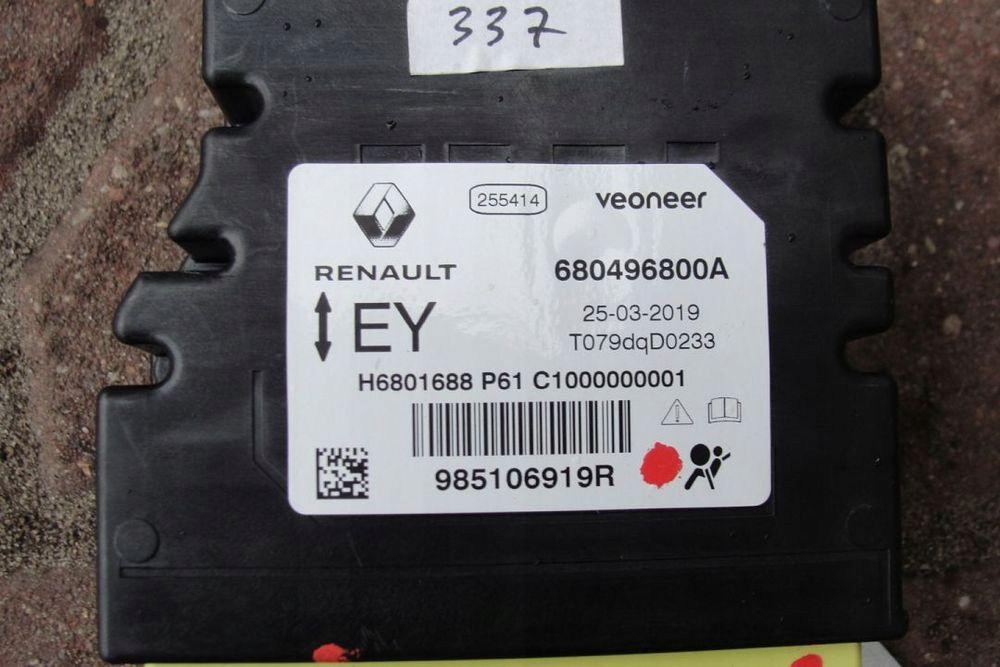 337
255414
veoneer
RENAULT
680496800A
EY
25-03-2019
T079dqD0233
H6801688 P61 C1000000001
985106919R